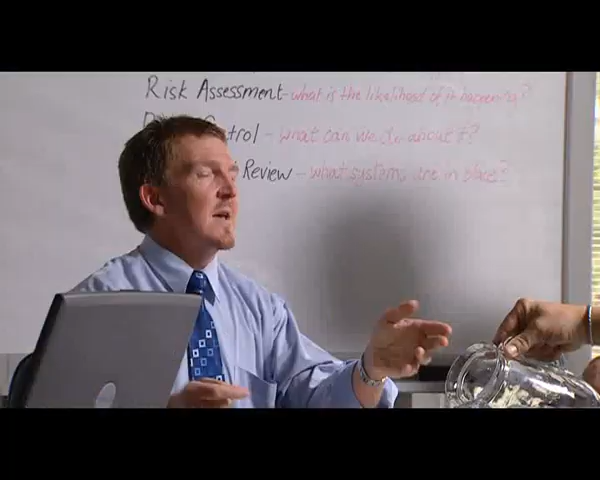 Risk Assessment - what is the likelihood of it happening?
Control - what can we do about it?
Review - what systems are in place?